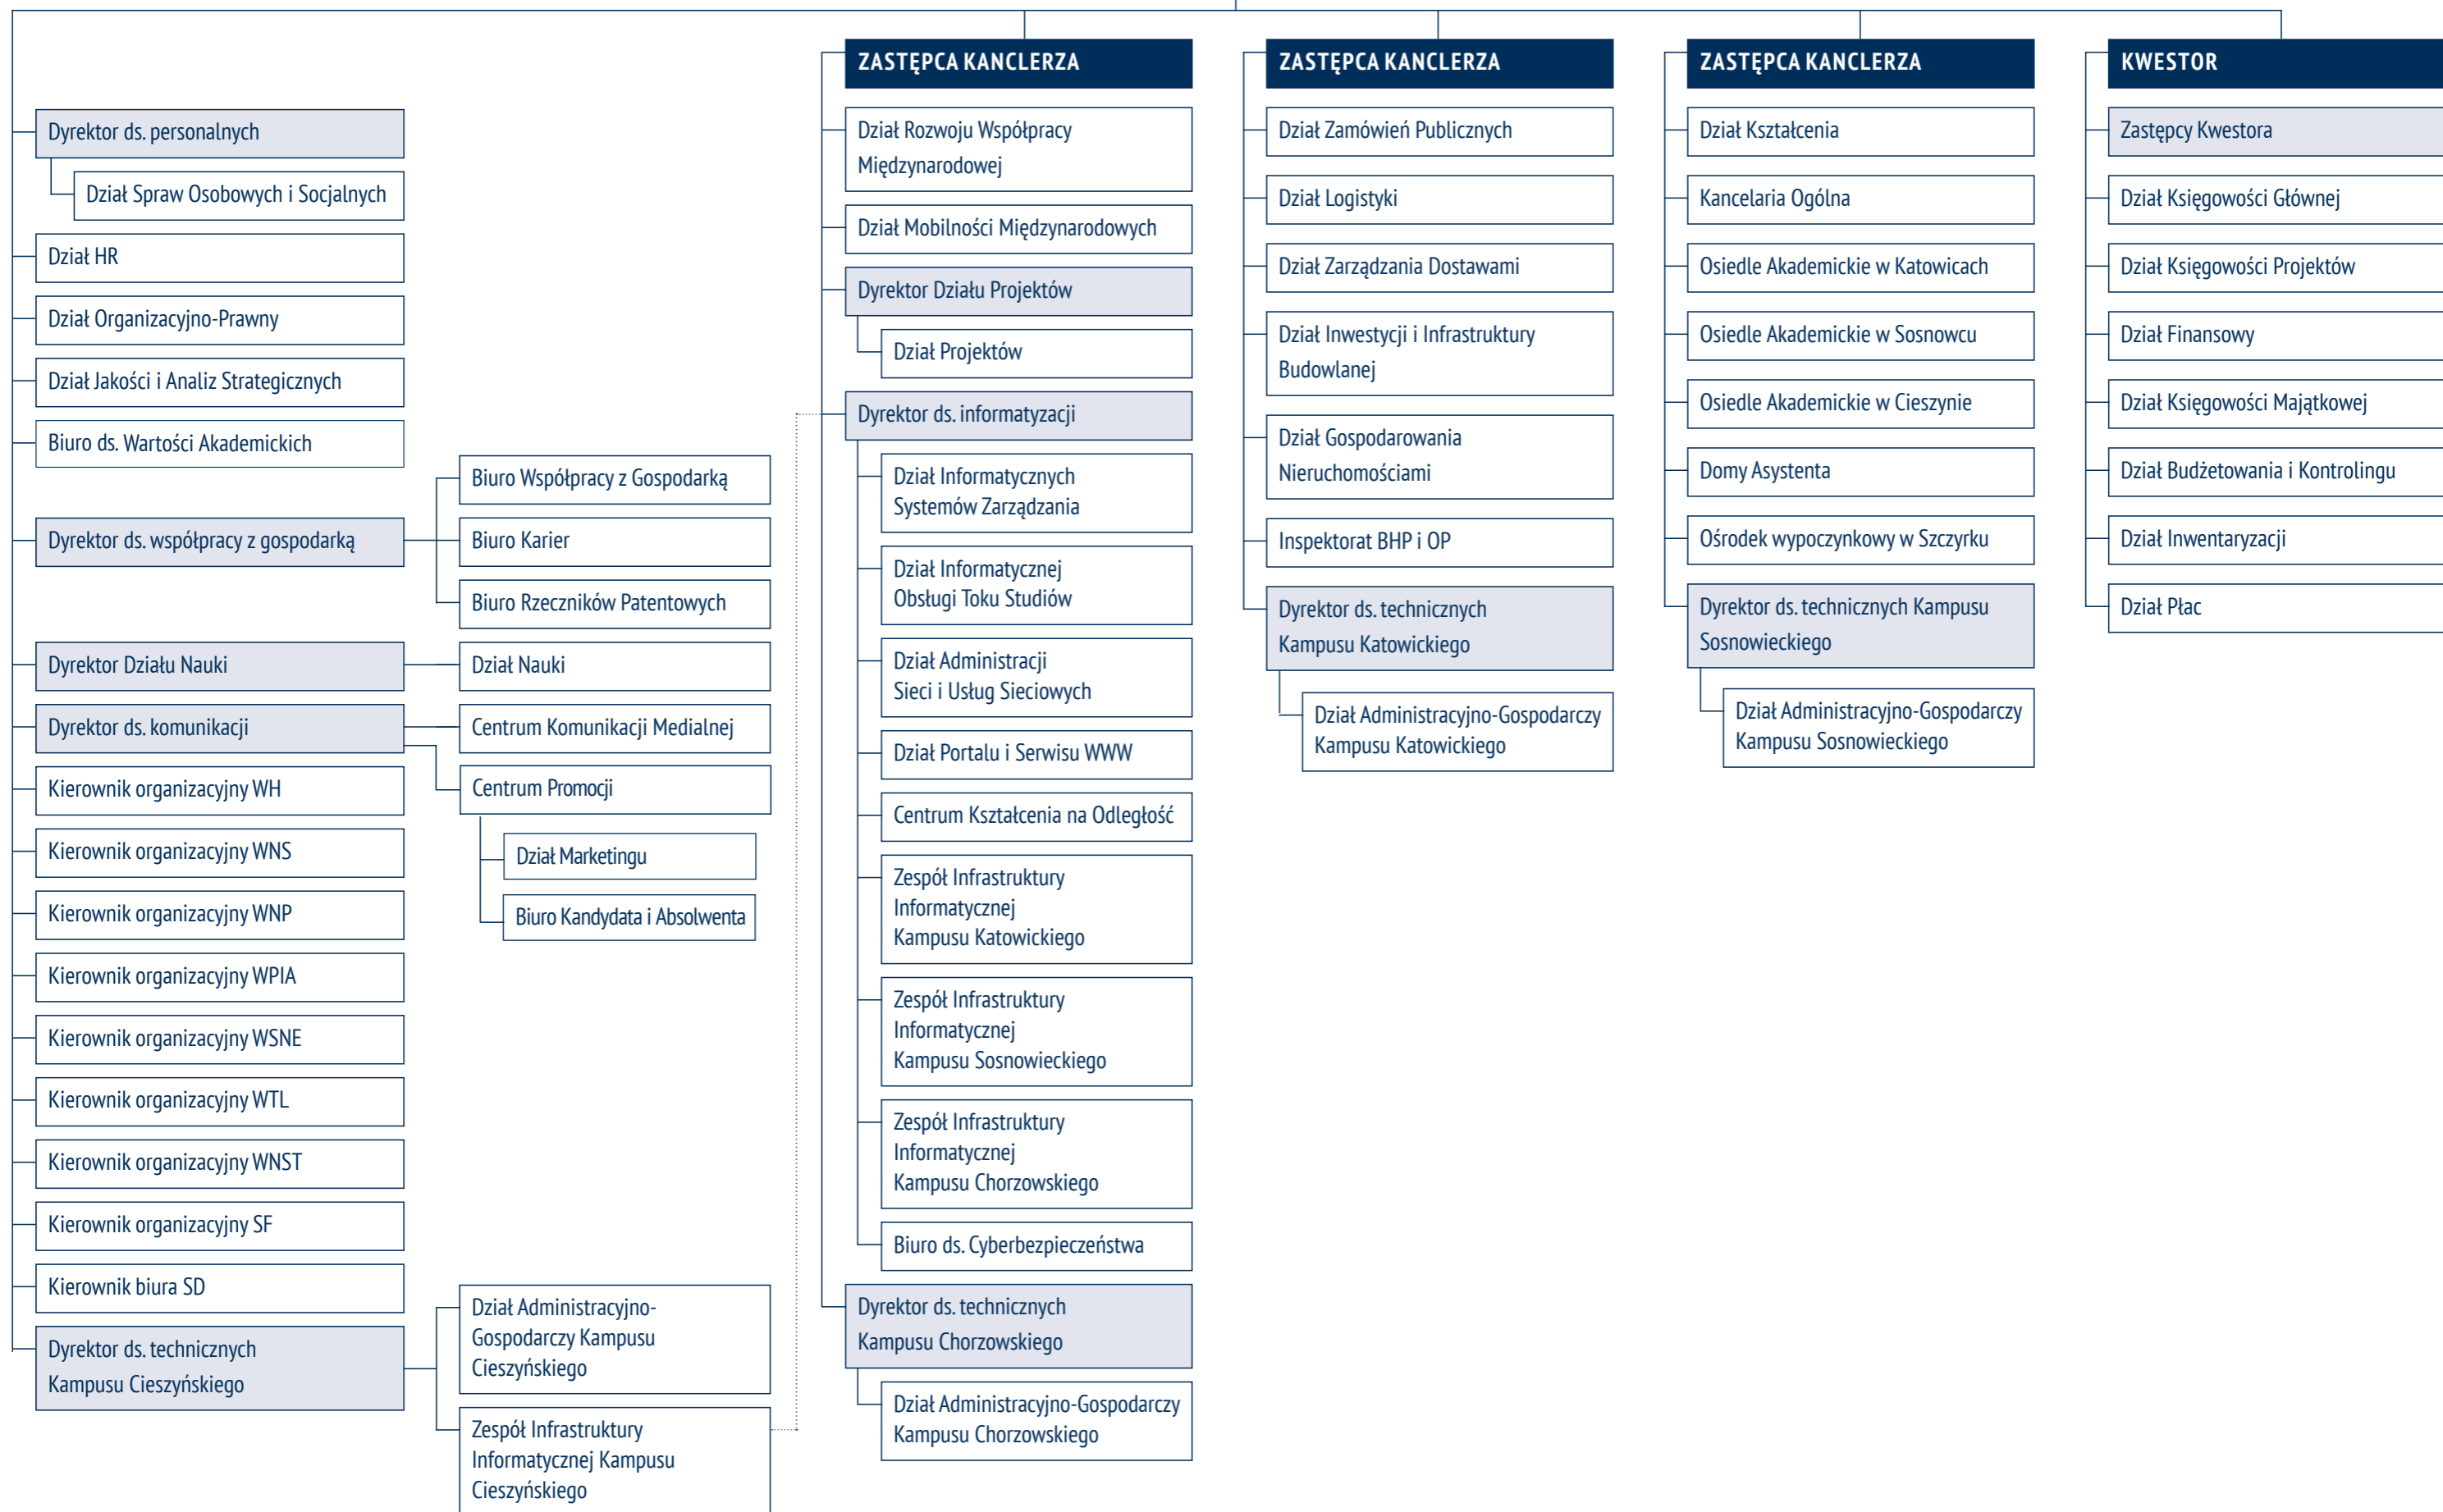 Dyrektor ds. personalnych
Dział Spraw Osobowych i Socjalnych
Dział HR
Dział Organizacyjno-Prawny
Dział Jakości i Analiz Strategicznych
Biuro ds. Wartości Akademickich
Dyrektor ds. współpracy z gospodarką
Biuro Współpracy z Gospodarką
Biuro Karier
Biuro Rzeczników Patentowych
Dyrektor Działu Nauki
Dział Nauki
Dyrektor ds. komunikacji
Centrum Komunikacji Medialnej
Centrum Promocji
Dział Marketingu
Biuro Kandydata i Absolwenta
Kierownik organizacyjny WH
Kierownik organizacyjny WNS
Kierownik organizacyjny WNP
Kierownik organizacyjny WPIA
Kierownik organizacyjny WSNE
Kierownik organizacyjny WTL
Kierownik organizacyjny WNST
Kierownik organizacyjny SF
Kierownik biura SD
Dyrektor ds. technicznych
Kampusu Cieszyńskiego
Dział Administracyjno-
Gospodarczy Kampusu
Cieszyńskiego
Zespół Infrastruktury
Informatycznej Kampusu
Cieszyńskiego
ZASTĘPCA KANCLERZA
Dział Rozwoju Współpracy
Międzynarodowej
Dział Mobilności Międzynarodowych
Dyrektor Działu Projektów
Dział Projektów
Dyrektor ds. informatyzacji
Dział Informatycznych
Systemów Zarządzania
Dział Informatycznej
Obsługi Toku Studiów
Dział Administracji
Sieci i Usług Sieciowych
Dział Portalu i Serwisu WWW
Centrum Kształcenia na Odległość
Zespół Infrastruktury
Informatycznej
Kampusu Katowickiego
Zespół Infrastruktury
Informatycznej
Kampusu Sosnowieckiego
Zespół Infrastruktury
Informatycznej
Kampusu Chorzowskiego
Biuro ds. Cyberbezpieczeństwa
Dyrektor ds. technicznych
Kampusu Chorzowskiego
Dział Administracyjno-Gospodarczy
Kampusu Chorzowskiego
ZASTĘPCA KANCLERZA
Dział Zamówień Publicznych
Dział Logistyki
Dział Zarządzania Dostawami
Dział Inwestycji i Infrastruktury
Budowlanej
Dział Gospodarowania
Nieruchomościami
Inspektorat BHP i OP
Dyrektor ds. technicznych
Kampusu Katowickiego
Dział Administracyjno-Gospodarczy
Kampusu Katowickiego
ZASTĘPCA KANCLERZA
Dział Kształcenia
Kancelaria Ogólna
Osiedle Akademickie w Katowicach
Osiedle Akademickie w Sosnowcu
Osiedle Akademickie w Cieszynie
Domy Asystenta
Ośrodek wypoczynkowy w Szczyrku
Dyrektor ds. technicznych Kampusu
Sosnowieckiego
Dział Administracyjno-Gospodarczy
Kampusu Sosnowieckiego
KWESTOR
Zastępcy Kwestora
Dział Księgowości Głównej
Dział Księgowości Projektów
Dział Finansowy
Dział Księgowości Majątkowej
Dział Budżetowania i Kontrolingu
Dział Inwentaryzacji
Dział Płac